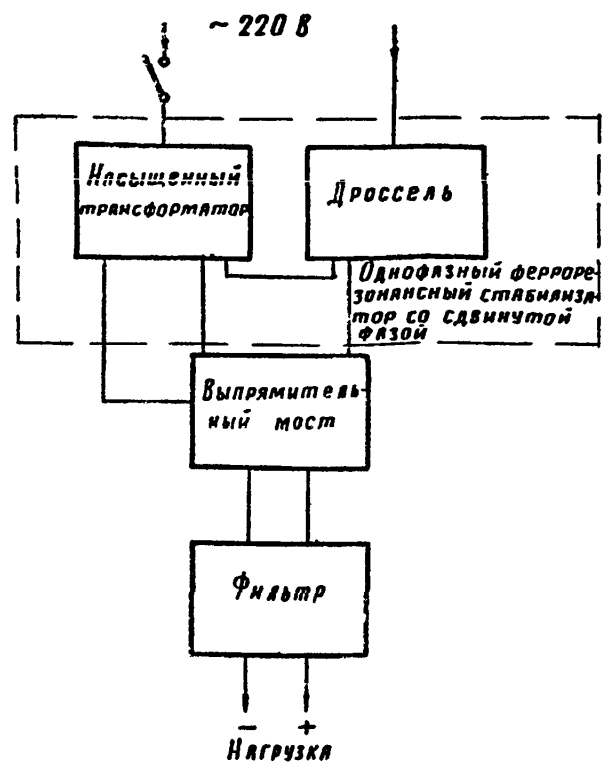 ~ 220 В
Насыщенный
трансформатор
Дроссель
Однофазный ферроре-
зонансный стабилиза-
тор со сдвинутой
фазой
Выпрямитель-
ный мост
Фильтр
− +
Нагрузка